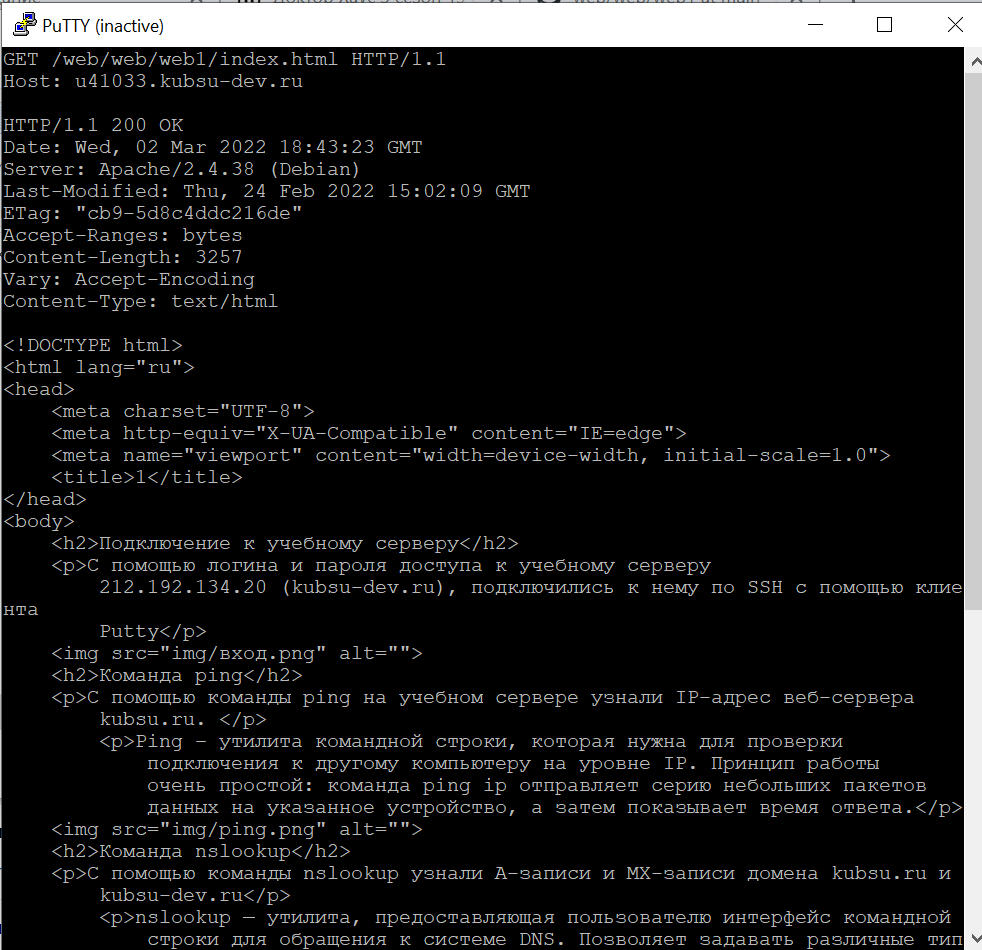 PuTTY (inactive)
GET /web/web/web1/index.html HTTP/1.1
Host: u41033.kubsu-dev.ru
HTTP/1.1 200 OK
Date: Wed, 02 Mar 2022 18:43:23 GMT
Server: Apache/2.4.38 (Debian)
Last-Modified: Thu, 24 Feb 2022 15:02:09 GMT
ETag: "cb9-5d8c4ddc216de"
Accept-Ranges: bytes
Content-Length: 3257
Vary: Accept-Encoding
Content-Type: text/html
<!DOCTYPE html>
<html lang="ru">
<head>
<meta charset="UTF-8">
<meta http-equiv="X-UA-Compatible" content="IE=edge">
<meta name="viewport" content="width=device-width, initial-scale=1.0">
<title>1</title>
</head>
<body>
<h2>Подключение к учебному серверу</h2>
<p>С помощью логина и пароля доступа к учебному серверу
212.192.134.20 (kubsu-dev.ru), подключились к нему по SSH с помощью клие
нта
Putty</p>
<img src="img/вход.png" alt="">
<h2>Команда ping</h2>
<p>С помощью команды ping на учебном сервере узнали IP-адрес веб-сервера
kubsu.ru. </p>
<p>Ping – утилита командной строки, которая нужна для проверки
подключения к другому компьютеру на уровне IP. Принцип работы
очень простой: команда ping ip отправляет серию небольших пакетов
данных на указанное устройство, а затем показывает время ответа.</p>
<img src="img/ping.png" alt="">
<h2>Команда nslookup</h2>
<p>С помощью команды nslookup узнали А-записи и MX-записи домена kubsu.ru и
kubsu-dev.ru</p>
<p>nslookup — утилита, предоставляющая пользователю интерфейс командной
строки для обращения к системе DNS. Позволяет задавать различные тип